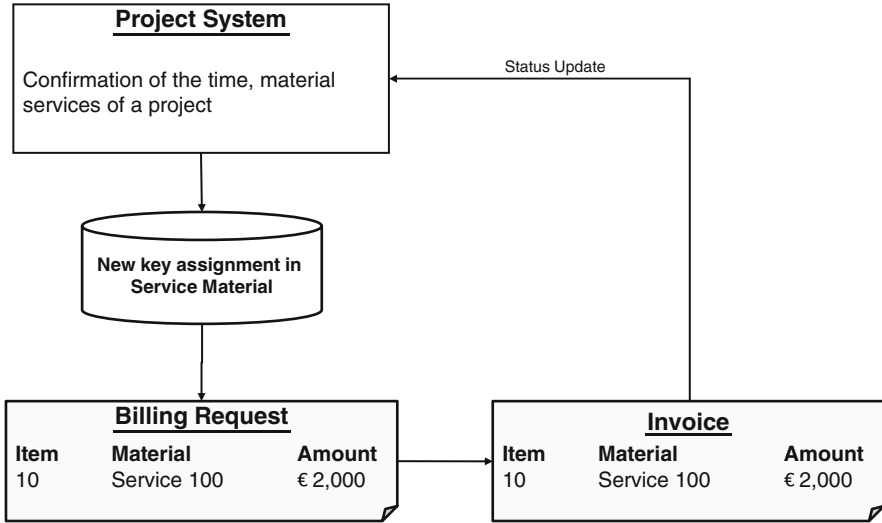 Project System
Confirmation of the time, material
services of a project
Status Update
New key assignment in
Service Material
Billing Request
Item Material Amount
10 Service 100 € 2,000
Invoice
Item Material Amount
10 Service 100 € 2,000